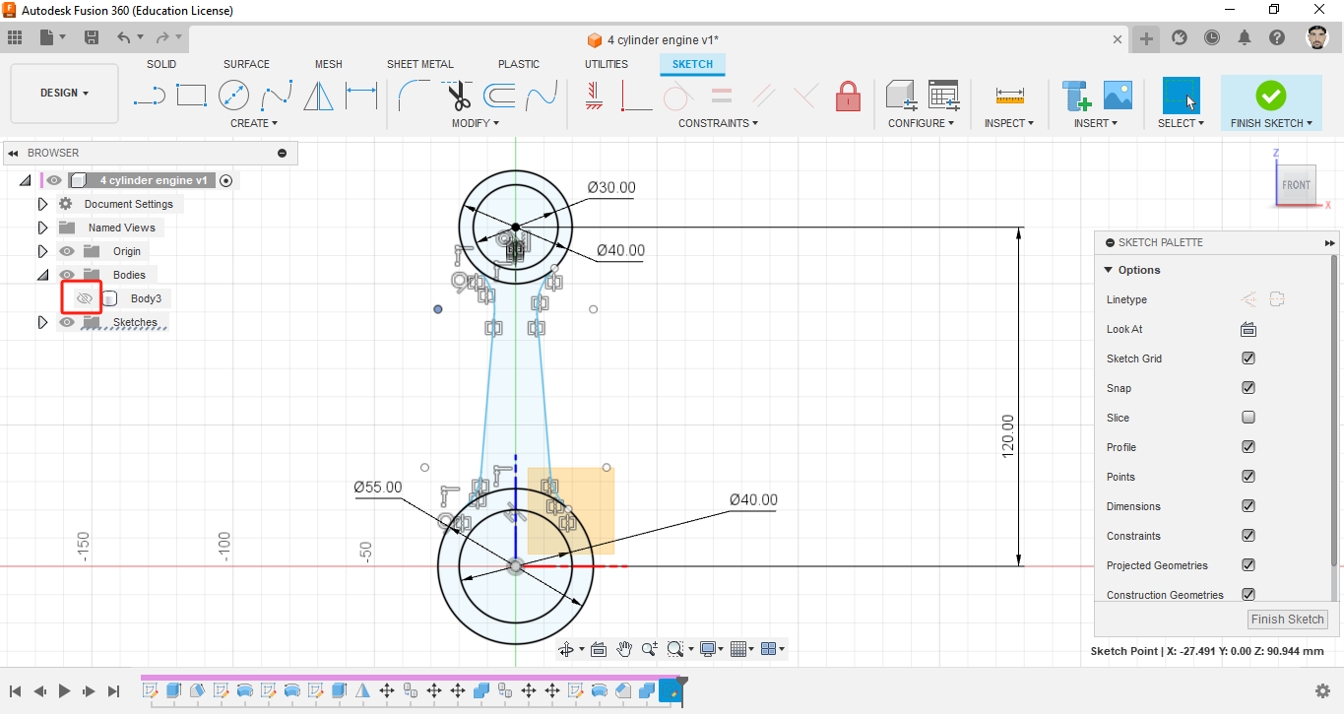 Autodesk Fusion 360 (Education License)
4 cylinder engine v1*
SOLID SURFACE MESH SHEET METAL PLASTIC UTILITIES SKETCH
DESIGN
CREATE MODIFY CONSTRAINTS CONFIGURE INSPECT INSERT SELECT FINISH SKETCH
BROWSER
4 cylinder engine v1
Document Settings
Named Views
Origin
Bodies
Body3
Sketches
Ø30.00
Ø40.00
120.00
Ø55.00
Ø40.00
-150
-100
-50
Z
FRONT
X
SKETCH PALETTE
Options
Linetype
Look At
Sketch Grid
Snap
Slice
Profile
Points
Dimensions
Constraints
Projected Geometries
Construction Geometries
Finish Sketch
Sketch Point | X: -27.491 Y: 0.00 Z: 90.944 mm